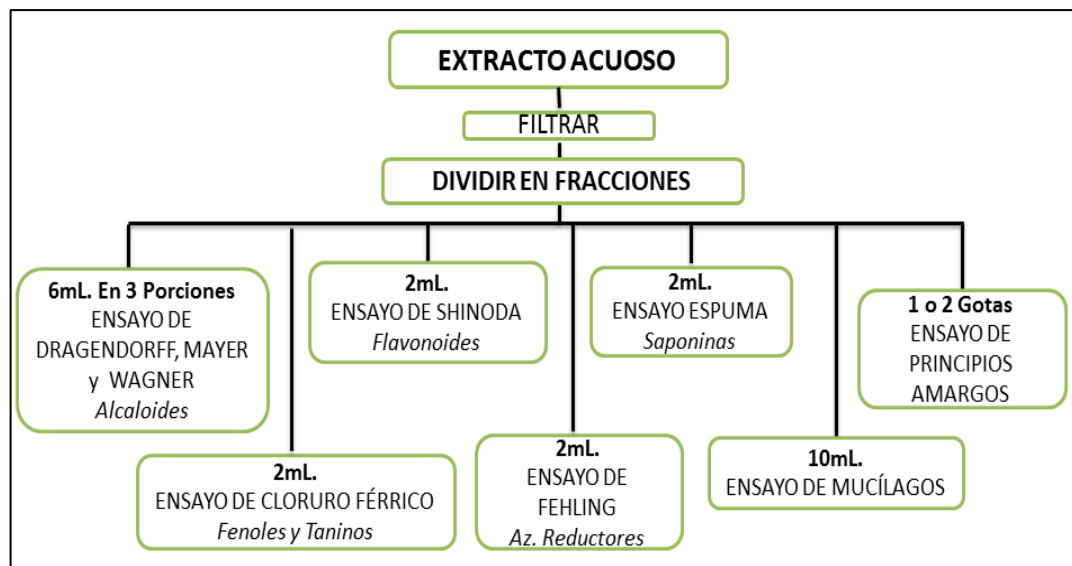 EXTRACTO ACUOSO
FILTRAR
DIVIDIR EN FRACCIONES
6mL. En 3 Porciones
ENSAYO DE
DRAGENDORFF, MAYER
y WAGNER
Alcaloides
2mL.
ENSAYO DE CLORURO FÉRRICO
Fenoles y Taninos
2mL.
ENSAYO DE SHINODA
Flavonoides
2mL.
ENSAYO DE
FEHLING
Az. Reductores
2mL.
ENSAYO ESPUMA
Saponinas
10mL.
ENSAYO DE MUCÍLAGOS
1 o 2 Gotas
ENSAYO DE
PRINCIPIOS
AMARGOS